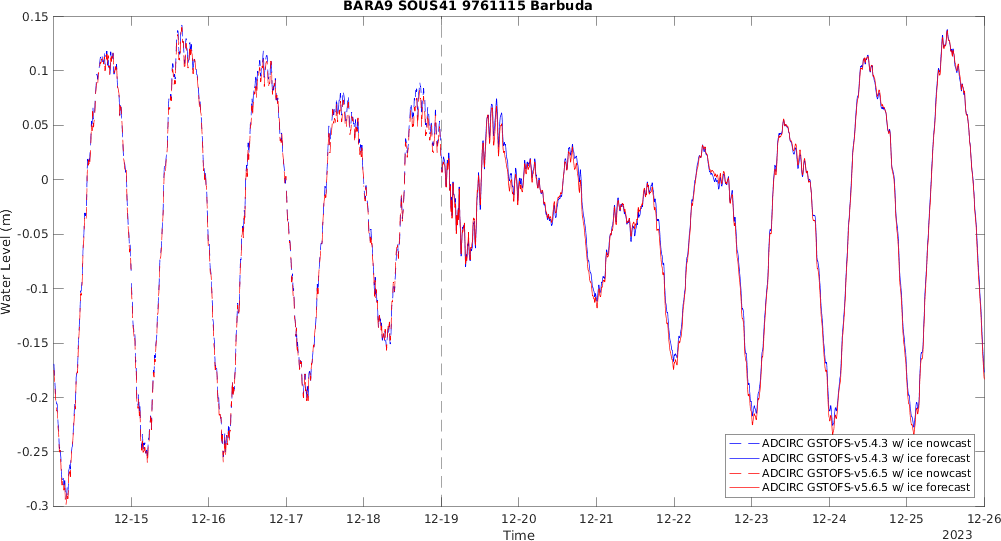 BARA9 SOUS41 9761115 Barbuda
0.15
0.1
0.05
0
-0.05
-0.1
-0.15
-0.2
-0.25
-0.3
Water Level (m)
ADCIRC GSTOFS-v5.4.3 w/ ice nowcast
ADCIRC GSTOFS-v5.4.3 w/ ice forecast
ADCIRC GSTOFS-v5.6.5 w/ ice nowcast
ADCIRC GSTOFS-v5.6.5 w/ ice forecast
12-15 12-16 12-17 12-18 12-19 12-20 12-21 12-22 12-23 12-24 12-25 12-26
Time
2023